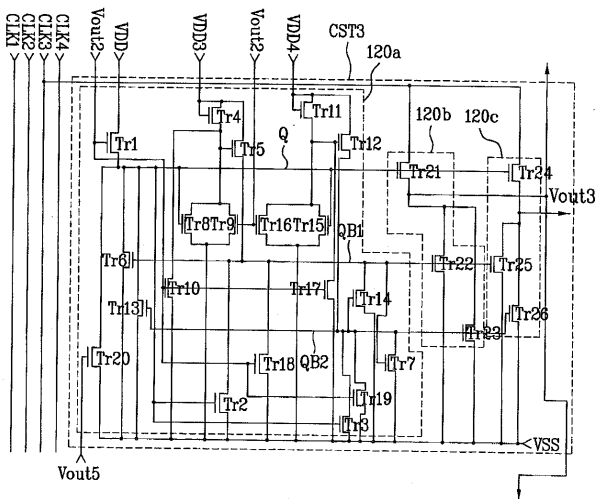 CLK1
CLK2
CLK3
CLK4
Vout2
VDD
VDD3
Vout2
VDD4
CST3
120a
Tr4
Tr11
Tr1
Tr5
Q
Tr12
120b
120c
Tr21
Tr24
Vout3
Tr8
Tr9
Tr16
Tr15
QB1
Tr6
Tr22
Tr25
Tr10
Tr17
Tr14
Tr13
Tr26
Tr23
QB2
Tr20
Tr18
Tr7
Tr2
Tr19
Tr3
VSS
Vout5